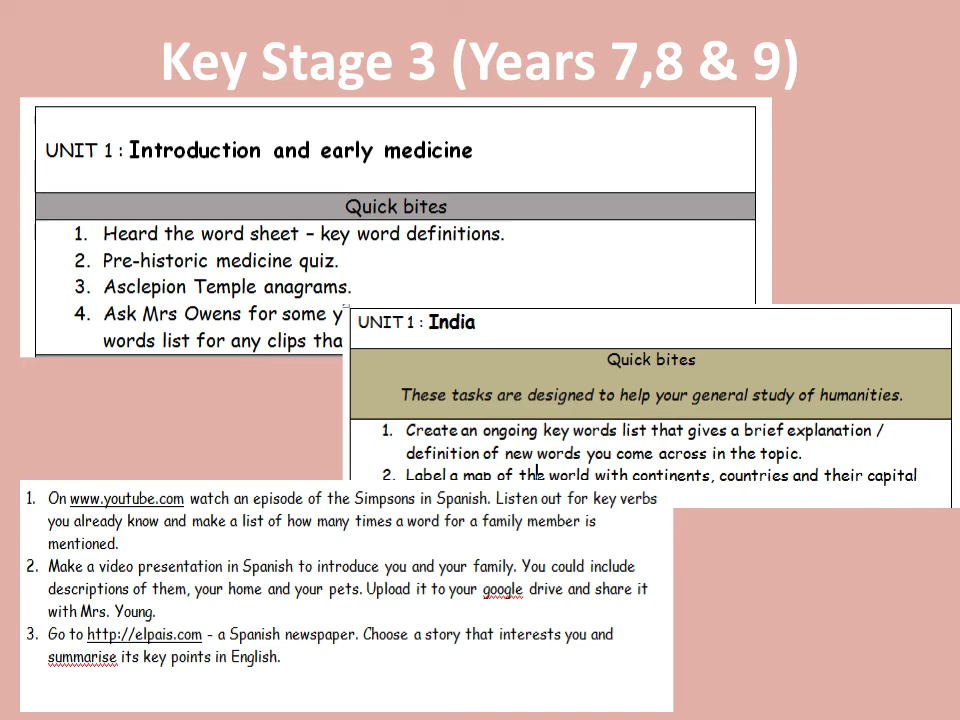 Key Stage 3 (Years 7,8 & 9)
UNIT 1 : Introduction and early medicine
Quick bites
1. Heard the word sheet – key word definitions.
2. Pre-historic medicine quiz.
3. Asclepion Temple anagrams.
4. Ask Mrs Owens for some y
words list for any clips tha
UNIT 1 : India
Quick bites
These tasks are designed to help your general study of humanities.
1. Create an ongoing key words list that gives a brief explanation /
definition of new words you come across in the topic.
2. Label a map of the world with continents, countries and their capital
1. On www.youtube.com watch an episode of the Simpsons in Spanish. Listen out for key verbs
you already know and make a list of how many times a word for a family member is
mentioned.
2. Make a video presentation in Spanish to introduce you and your family. You could include
descriptions of them, your home and your pets. Upload it to your google drive and share it
with Mrs. Young.
3. Go to http://elpais.com - a Spanish newspaper. Choose a story that interests you and
summarise its key points in English.